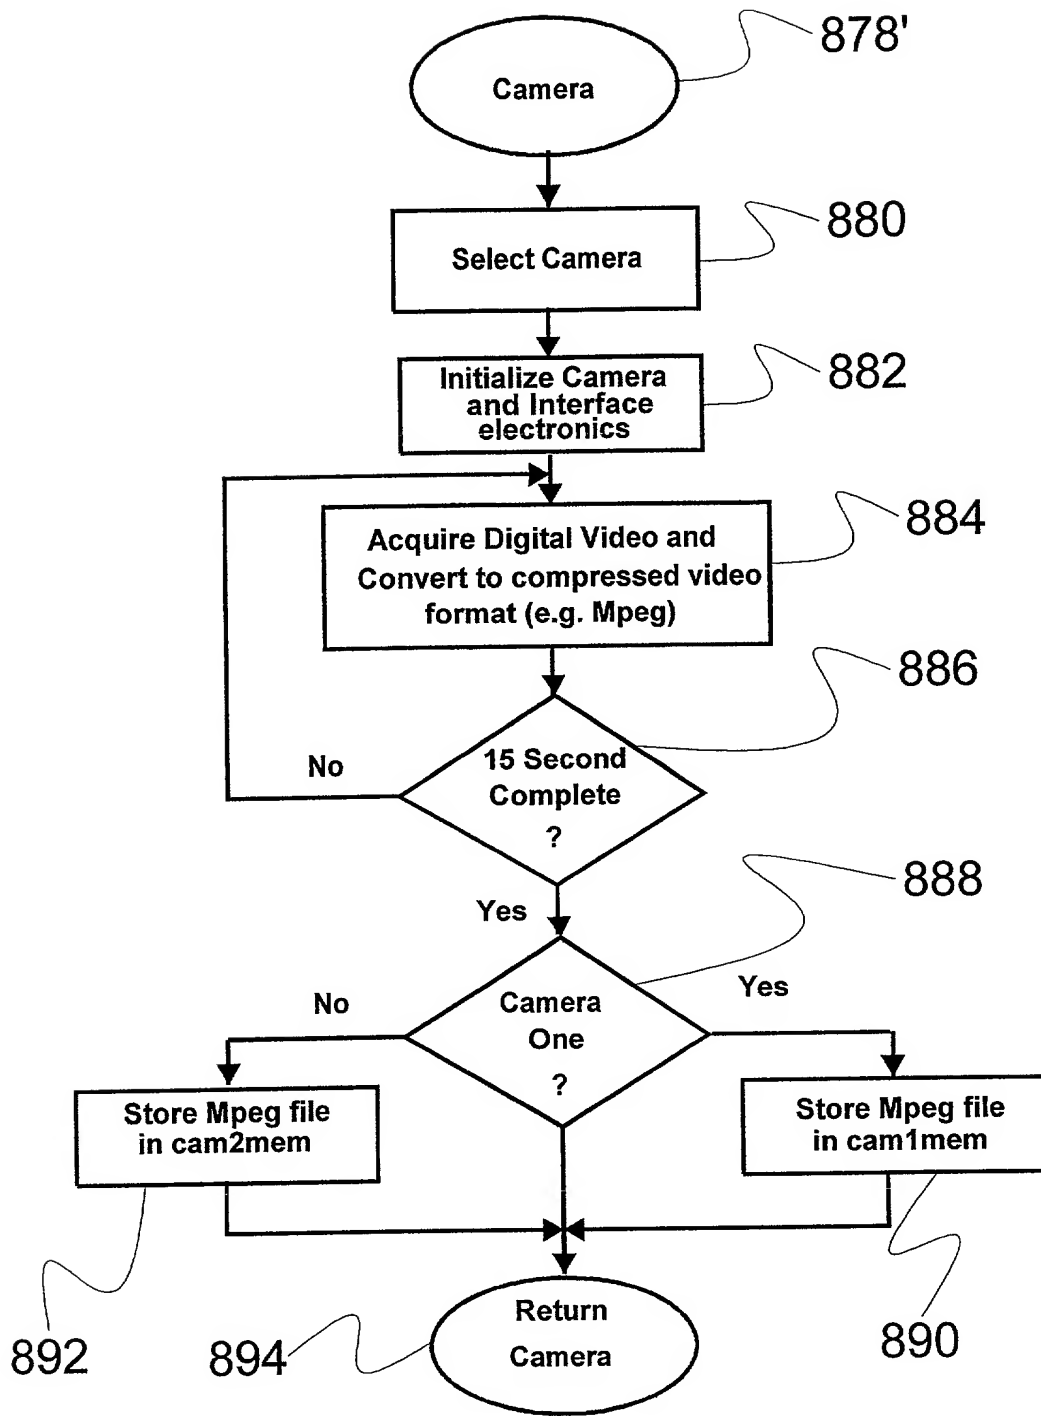 878'
Camera
880
Select Camera
882
Initialize Camera
and Interface
electronics
884
Acquire Digital Video and
Convert to compressed video
format (e.g. Mpeg)
886
No
15 Second
Complete
?
888
Yes
No
Camera
One
?
Yes
Store Mpeg file
in cam2mem
Store Mpeg file
in cam1mem
Return
Camera
892
894
890